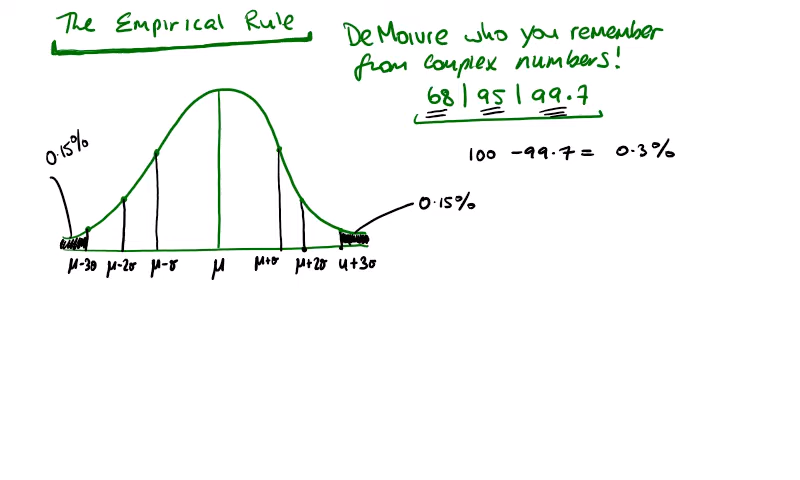 The Empirical Rule
De Moivre who you remember
from complex numbers!
68 | 95 | 99.7
100 - 99.7 = 0.3%
0.15%
0.15%
μ-3σ μ-2σ μ-σ μ μ+σ μ+2σ μ+3σ